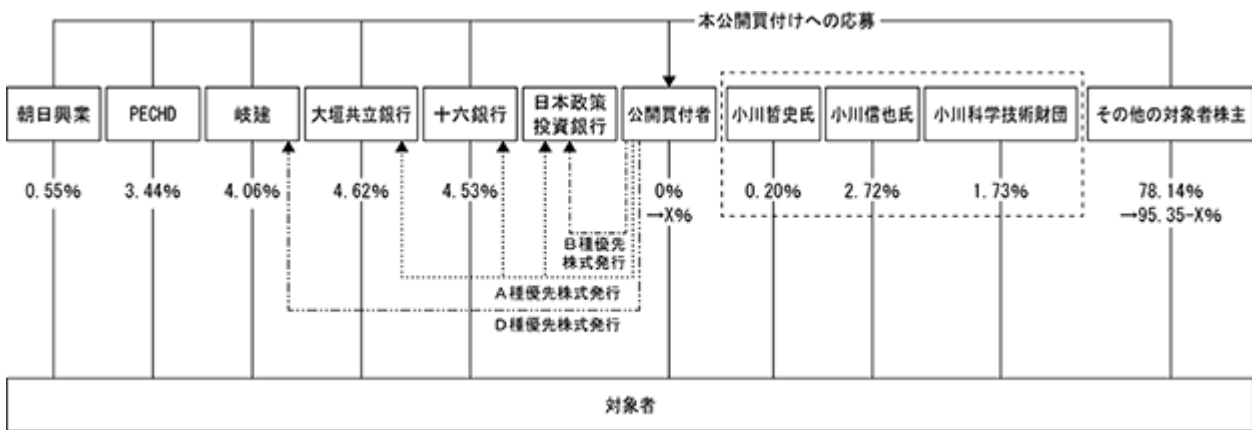 本公開買付けへの応募
朝日興業
PECHD
岐建
大垣共立銀行
十六銀行
日本政策
投資銀行
公開買付者
小川哲史氏
小川信也氏
小川科学技術財団
その他の対象者株主
0.55%
3.44%
4.06%
4.62%
4.53%
0%
→X%
0.20%
2.72%
1.73%
78.14%
→95.35-X%
B種優先
株式発行
A種優先株式発行
D種優先株式発行
対象者